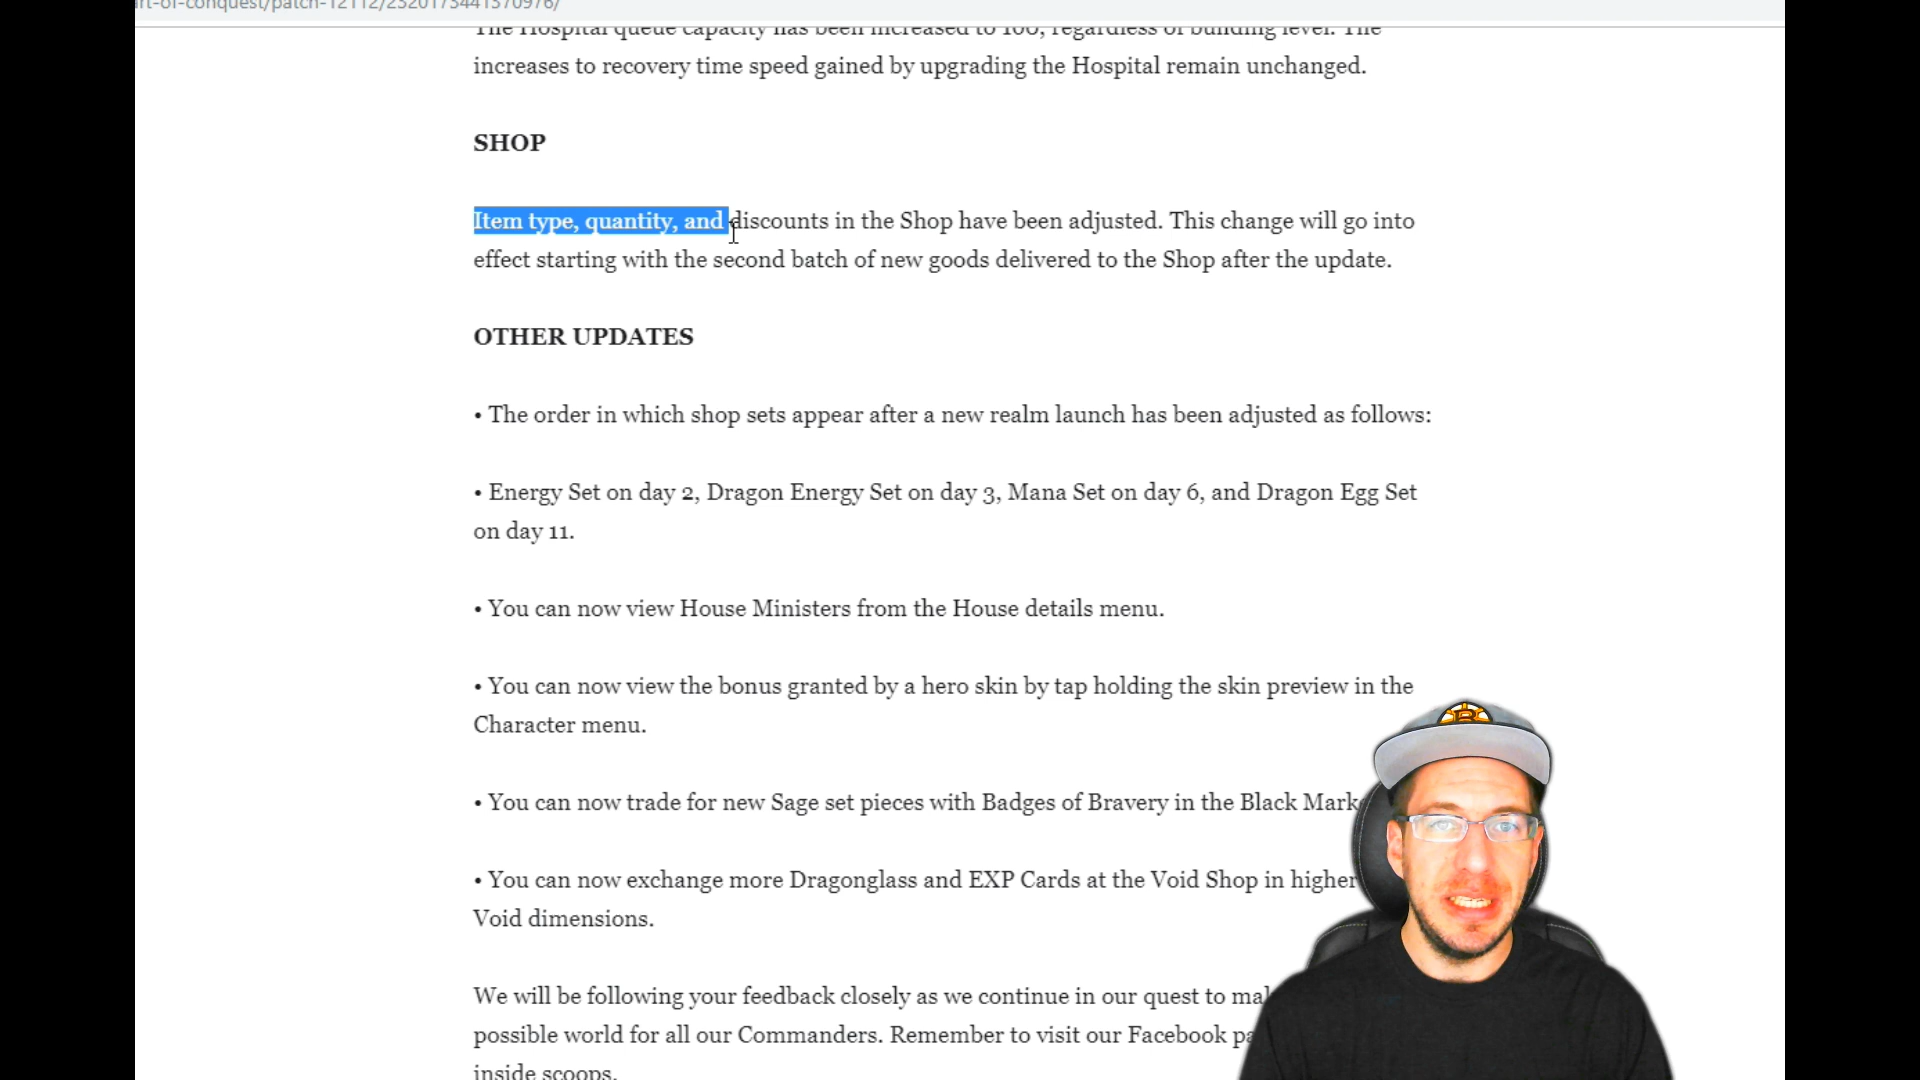 rt-of-conquest/patch-12112/2320173441370976/
The Hospital queue capacity has been increased to 100, regardless of building level. The
increases to recovery time speed gained by upgrading the Hospital remain unchanged.
SHOP
Item type, quantity, and discounts in the Shop have been adjusted. This change will go into
effect starting with the second batch of new goods delivered to the Shop after the update.
OTHER UPDATES
• The order in which shop sets appear after a new realm launch has been adjusted as follows:
• Energy Set on day 2, Dragon Energy Set on day 3, Mana Set on day 6, and Dragon Egg Set
on day 11.
• You can now view House Ministers from the House details menu.
• You can now view the bonus granted by a hero skin by tap holding the skin preview in the
Character menu.
• You can now trade for new Sage set pieces with Badges of Bravery in the Black Mark
• You can now exchange more Dragonglass and EXP Cards at the Void Shop in higher
Void dimensions.
We will be following your feedback closely as we continue in our quest to mak
possible world for all our Commanders. Remember to visit our Facebook pa
inside scoops.
B